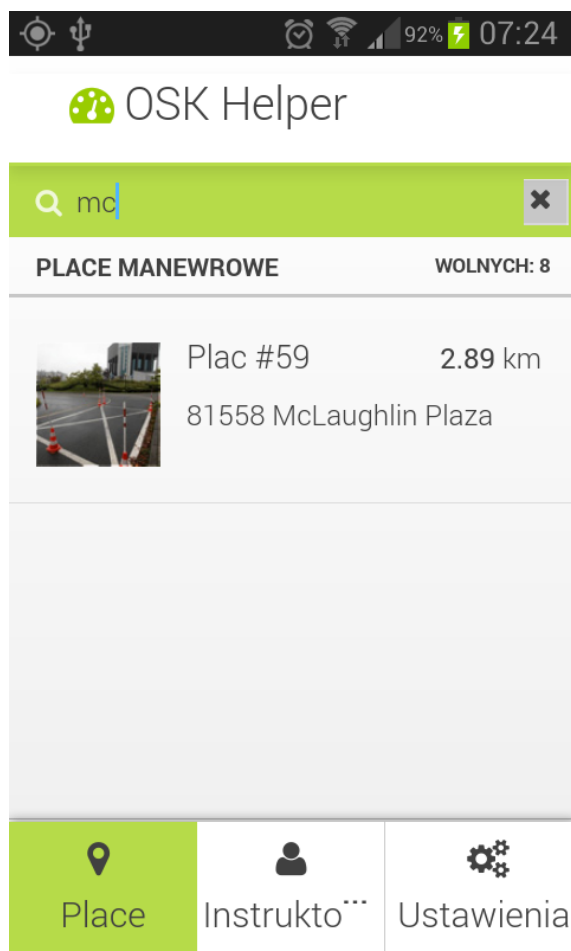 92% 07:24
OSK Helper
mc
PLACE MANEWROWE WOLNYCH: 8
Plac #59 2.89 km
81558 McLaughlin Plaza
Place Instrukto... Ustawienia